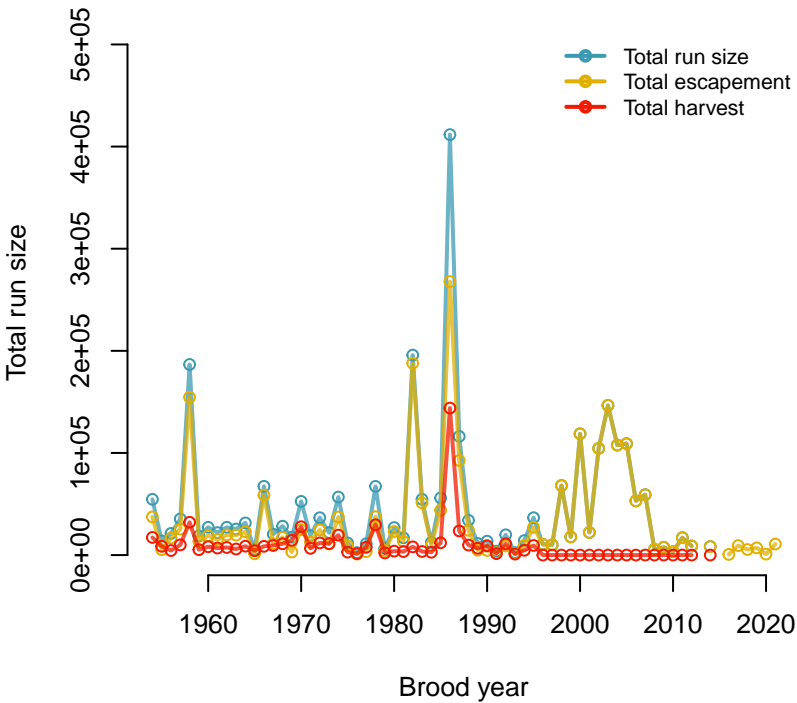 Total run size
Total escapement
Total harvest
5e+05
4e+05
3e+05
2e+05
1e+05
0e+00
Total run size
1960 1970 1980 1990 2000 2010 2020
Brood year